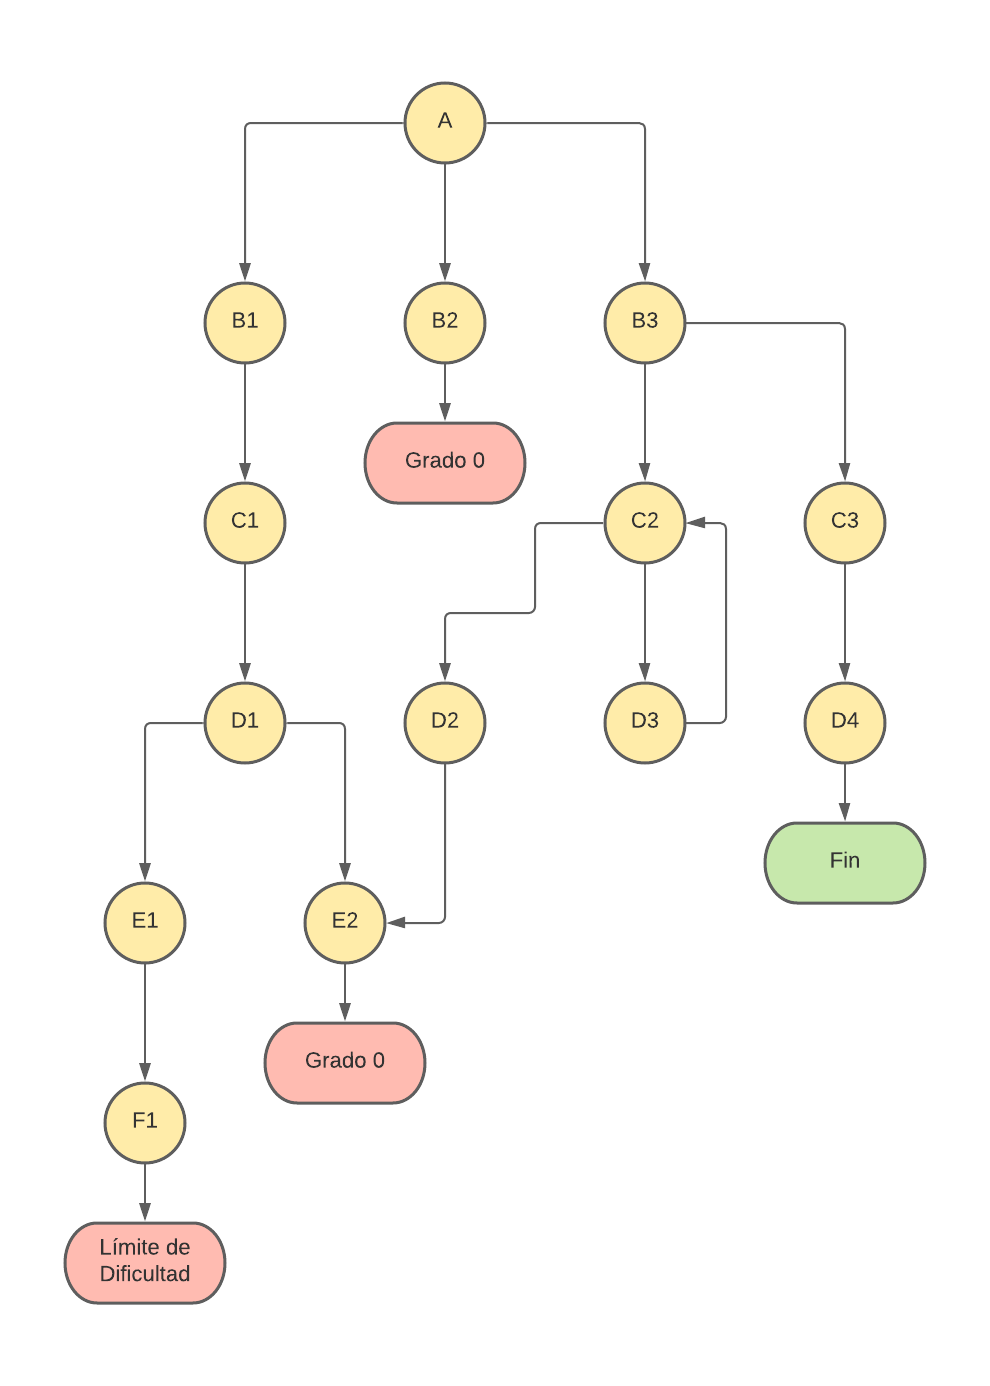 A
B1
B2
B3
Grado 0
C1
C2
C3
D1
D2
D3
D4
Fin
E1
E2
Grado 0
F1
Límite de
Dificultad